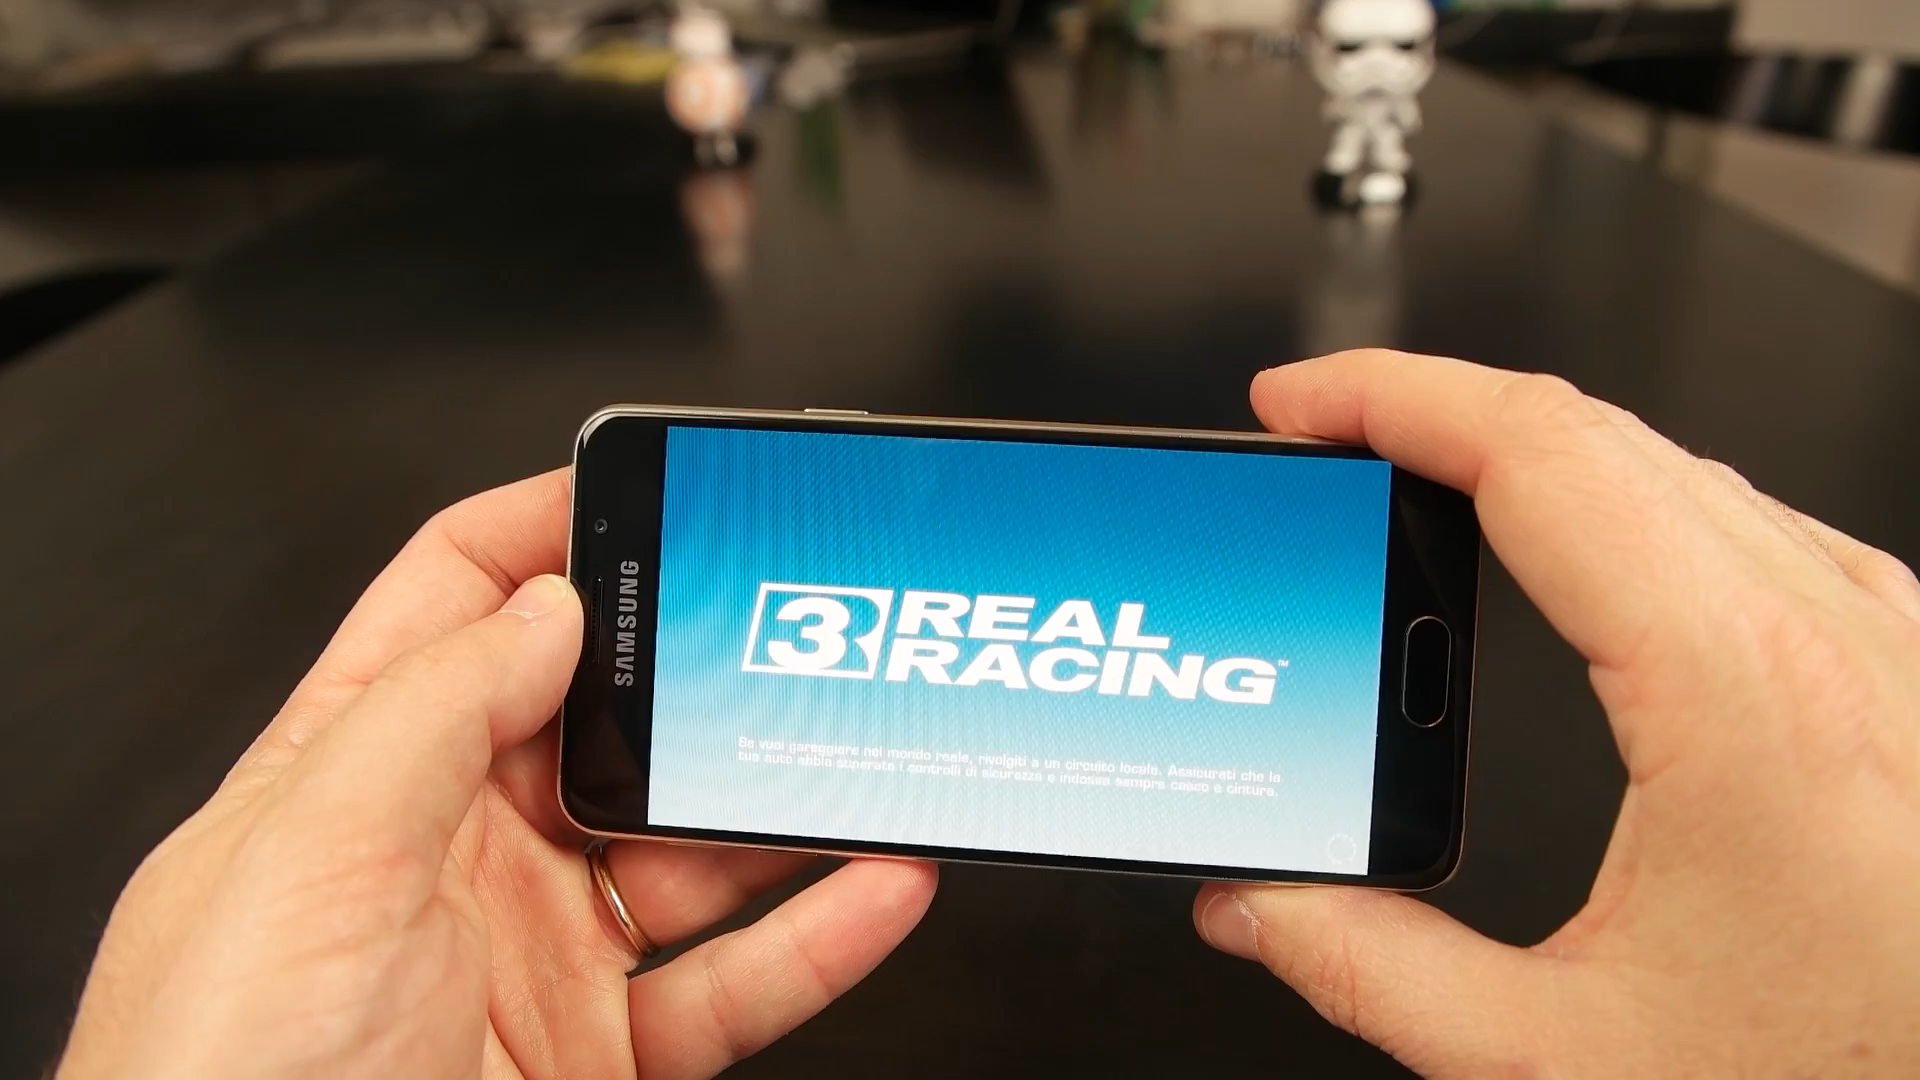 SAMSUNG
3 REAL
RACING™
Se vuoi gareggiare nel mondo reale, rivolgiti a un circuito locale. Assicurati che la
tua auto abbia superato i controlli di sicurezza e indossa sempre casco e cintura.